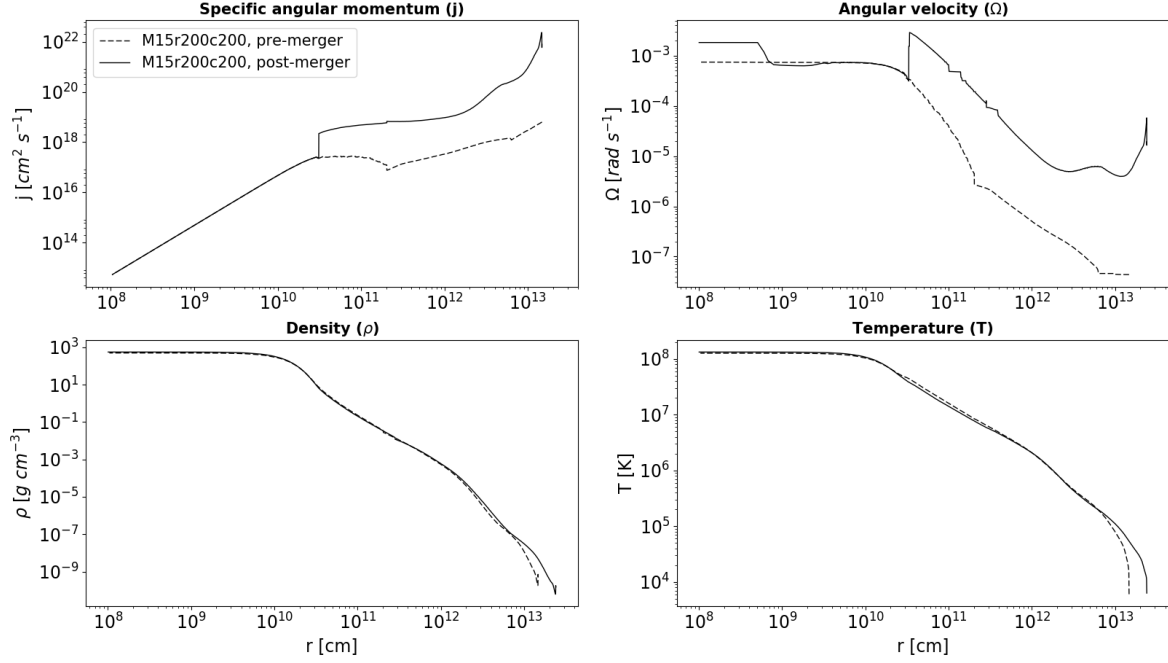 Specific angular momentum (j)
M15r200c200, pre-merger
M15r200c200, post-merger
j [cm² s⁻¹]
10²²
10²⁰
10¹⁸
10¹⁶
10¹⁴
10⁸ 10⁹ 10¹⁰ 10¹¹ 10¹² 10¹³
Angular velocity (Ω)
Ω [rad s⁻¹]
10⁻³
10⁻⁴
10⁻⁵
10⁻⁶
10⁻⁷
10⁸ 10⁹ 10¹⁰ 10¹¹ 10¹² 10¹³
Density (ρ)
ρ [g cm⁻³]
10³
10¹
10⁻¹
10⁻³
10⁻⁵
10⁻⁷
10⁻⁹
10⁸ 10⁹ 10¹⁰ 10¹¹ 10¹² 10¹³
r [cm]
Temperature (T)
T [K]
10⁸
10⁷
10⁶
10⁵
10⁴
10⁸ 10⁹ 10¹⁰ 10¹¹ 10¹² 10¹³
r [cm]